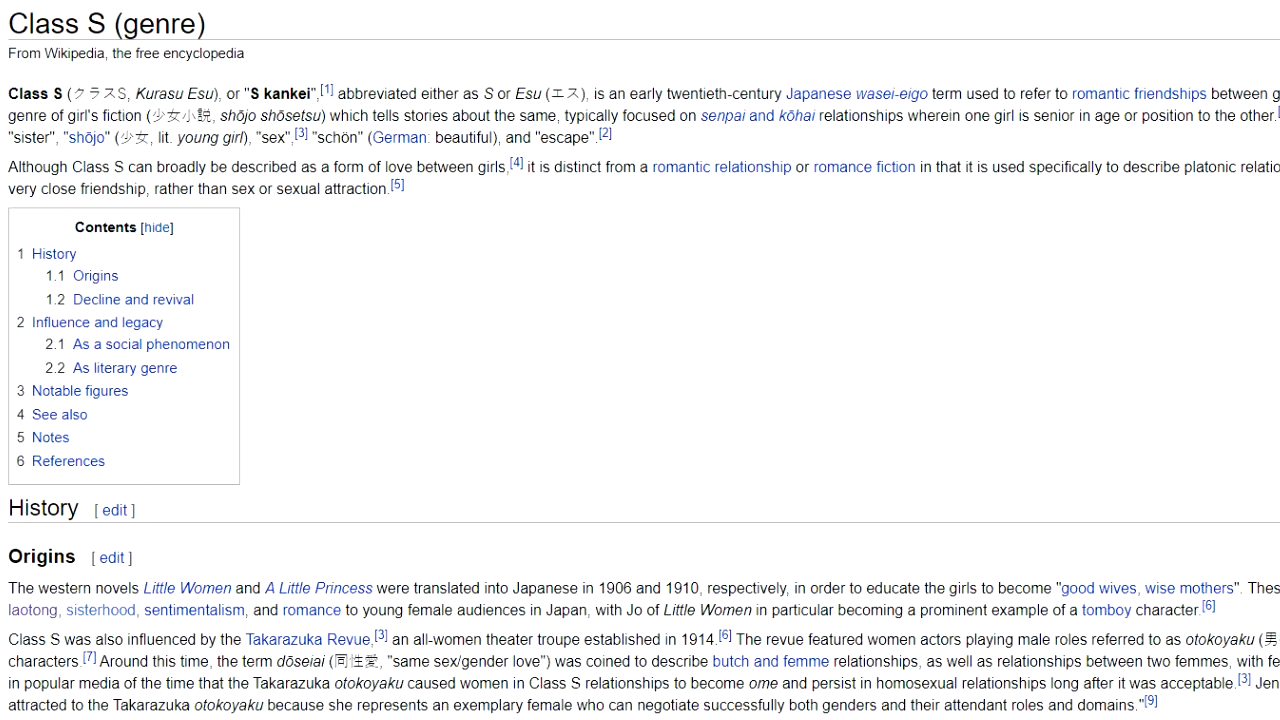 Class S (genre)
From Wikipedia, the free encyclopedia
Class S (クラスS, Kurasu Esu), or "S kankei",[1] abbreviated either as S or Esu (エス), is an early twentieth-century Japanese wasei-eigo term used to refer to romantic friendships between g
genre of girl's fiction (少女小説, shōjo shōsetsu) which tells stories about the same, typically focused on senpai and kōhai relationships wherein one girl is senior in age or position to the other.[
"sister", "shōjo" (少女, lit. young girl), "sex",[3] "schön" (German: beautiful), and "escape".[2]
Although Class S can broadly be described as a form of love between girls,[4] it is distinct from a romantic relationship or romance fiction in that it is used specifically to describe platonic relatio
very close friendship, rather than sex or sexual attraction.[5]
Contents [hide]
1 History
1.1 Origins
1.2 Decline and revival
2 Influence and legacy
2.1 As a social phenomenon
2.2 As literary genre
3 Notable figures
4 See also
5 Notes
6 References
History [ edit ]
Origins [ edit ]
The western novels Little Women and A Little Princess were translated into Japanese in 1906 and 1910, respectively, in order to educate the girls to become "good wives, wise mothers". Thes
laotong, sisterhood, sentimentalism, and romance to young female audiences in Japan, with Jo of Little Women in particular becoming a prominent example of a tomboy character.[6]
Class S was also influenced by the Takarazuka Revue,[3] an all-women theater troupe established in 1914.[6] The revue featured women actors playing male roles referred to as otokoyaku (男
characters.[7] Around this time, the term dōseiai (同性愛, "same sex/gender love") was coined to describe butch and femme relationships, as well as relationships between two femmes, with fe
in popular media of the time that the Takarazuka otokoyaku caused women in Class S relationships to become ome and persist in homosexual relationships long after it was acceptable.[3] Jen
attracted to the Takarazuka otokoyaku because she represents an exemplary female who can negotiate successfully both genders and their attendant roles and domains."[9]